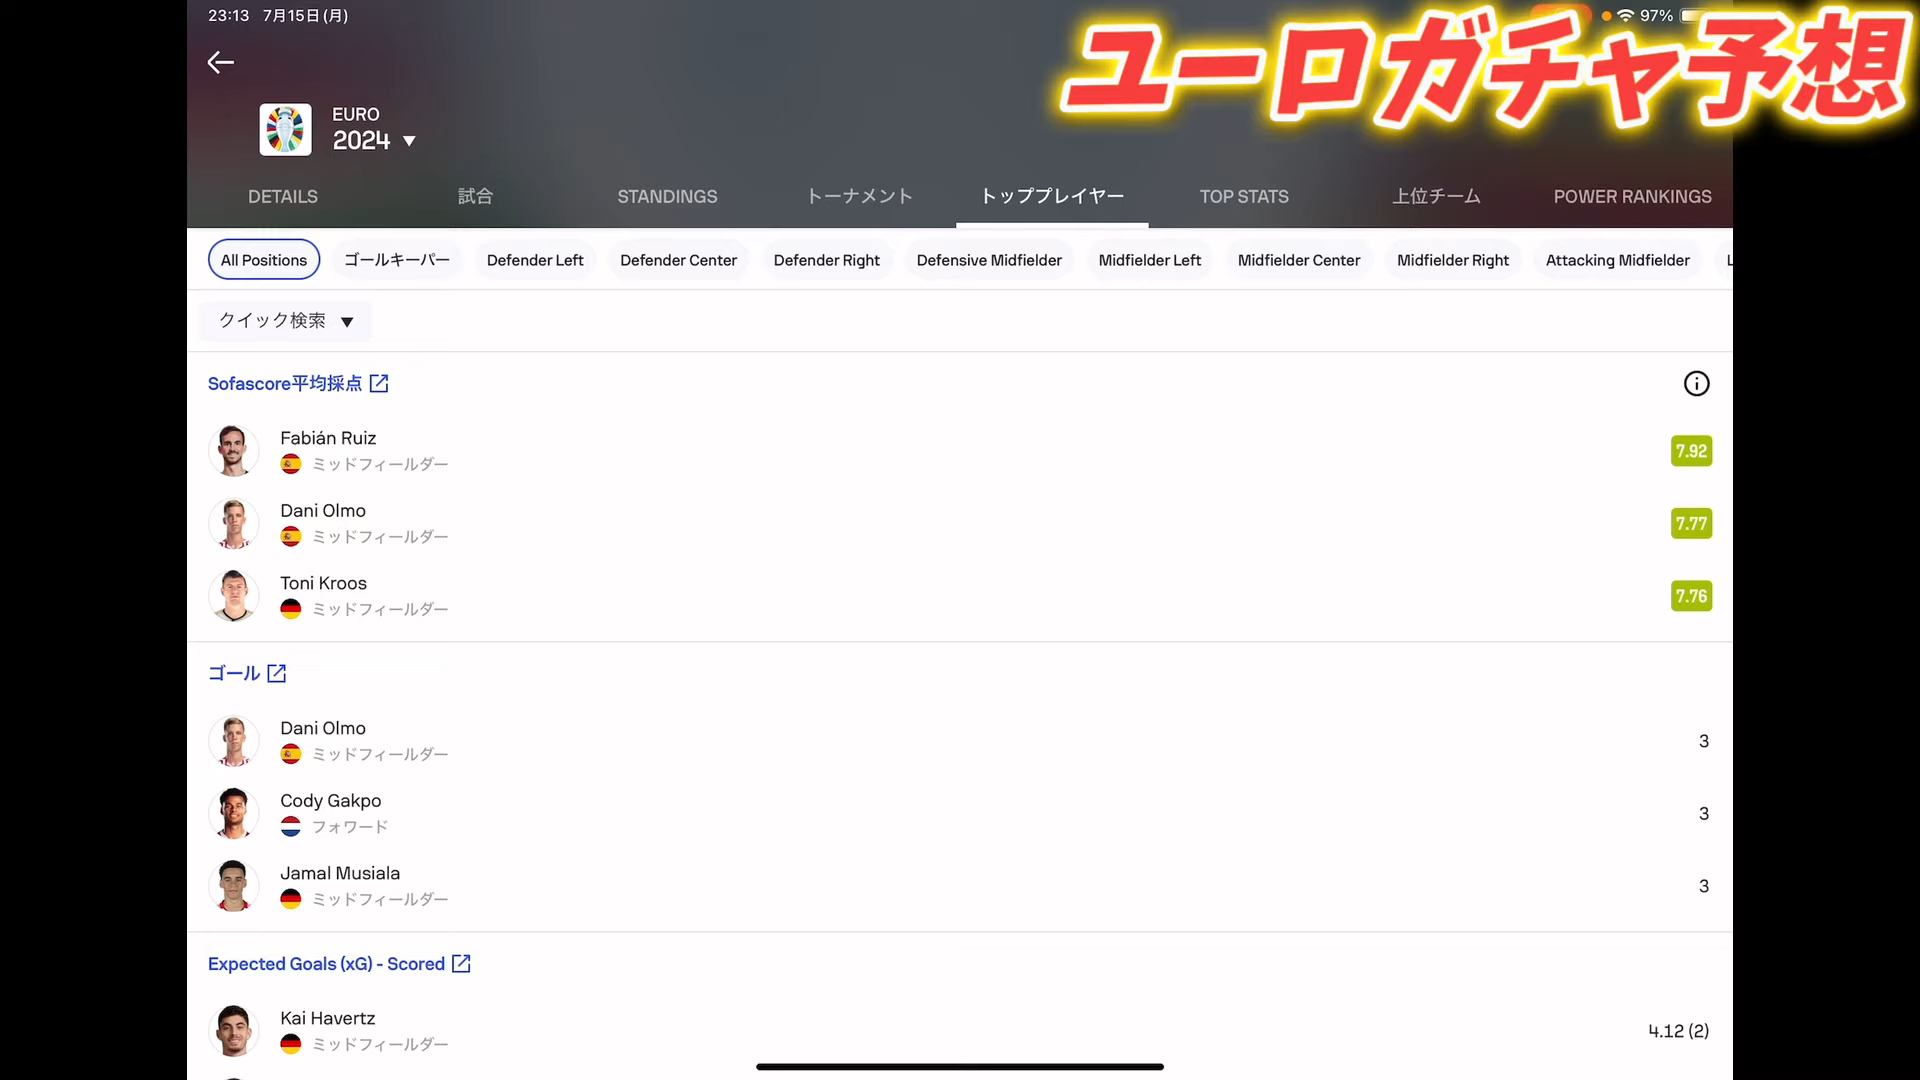 23:13 7月15日(月)
97%
ユーロガチャ予想
EURO
2024
DETAILS 試合 STANDINGS トーナメント トッププレイヤー TOP STATS 上位チーム POWER RANKINGS
All Positions ゴールキーパー Defender Left Defender Center Defender Right Defensive Midfielder Midfielder Left Midfielder Center Midfielder Right Attacking Midfielder L
クイック検索
Sofascore平均採点
Fabián Ruiz
ミッドフィールダー
7.92
Dani Olmo
ミッドフィールダー
7.77
Toni Kroos
ミッドフィールダー
7.76
ゴール
Dani Olmo
ミッドフィールダー
3
Cody Gakpo
フォワード
3
Jamal Musiala
ミッドフィールダー
3
Expected Goals (xG) - Scored
Kai Havertz
ミッドフィールダー
4.12 (2)